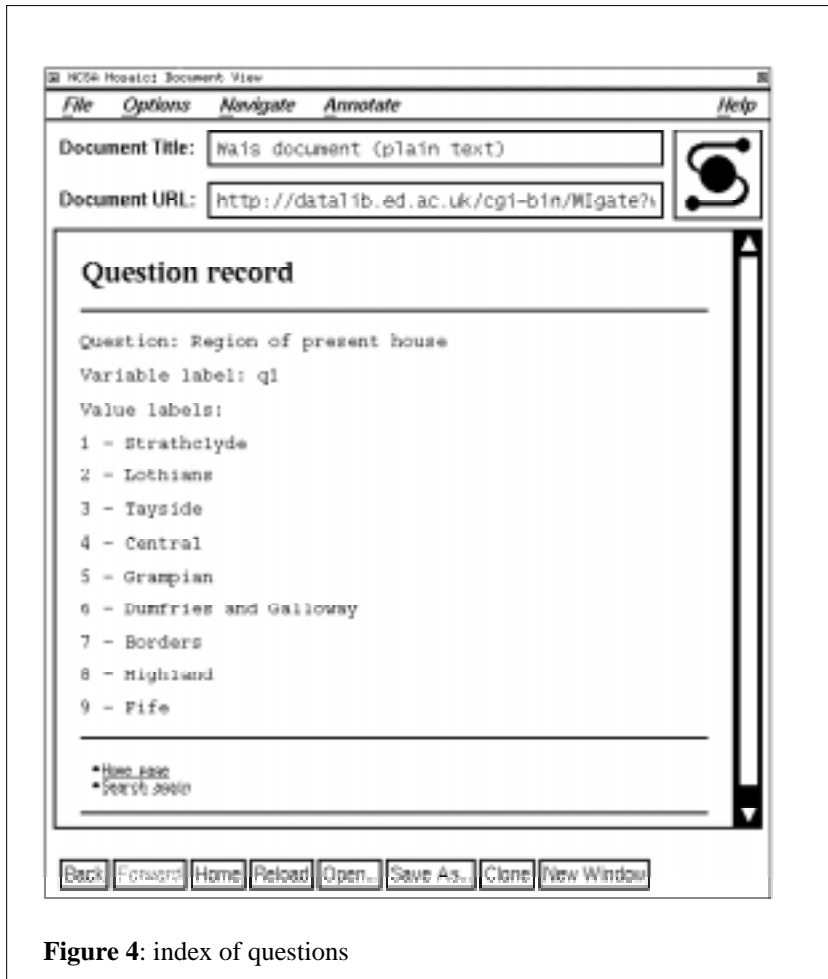 NCSA Mosaic: Document View
File Options Navigate Annotate Help
Document Title: Wais document (plain text)
Document URL: http://datalib.ed.ac.uk/cgi-bin/MIgate?w
Question record
Question: Region of present house
Variable label: q1
Value labels:
1 - Strathclyde
2 - Lothians
3 - Tayside
4 - Central
5 - Grampian
6 - Dumfries and Galloway
7 - Borders
8 - Highland
9 - Fife
Home page
Search again
Back Forward Home Reload Open... Save As... Clone New Window
Figure 4: index of questions